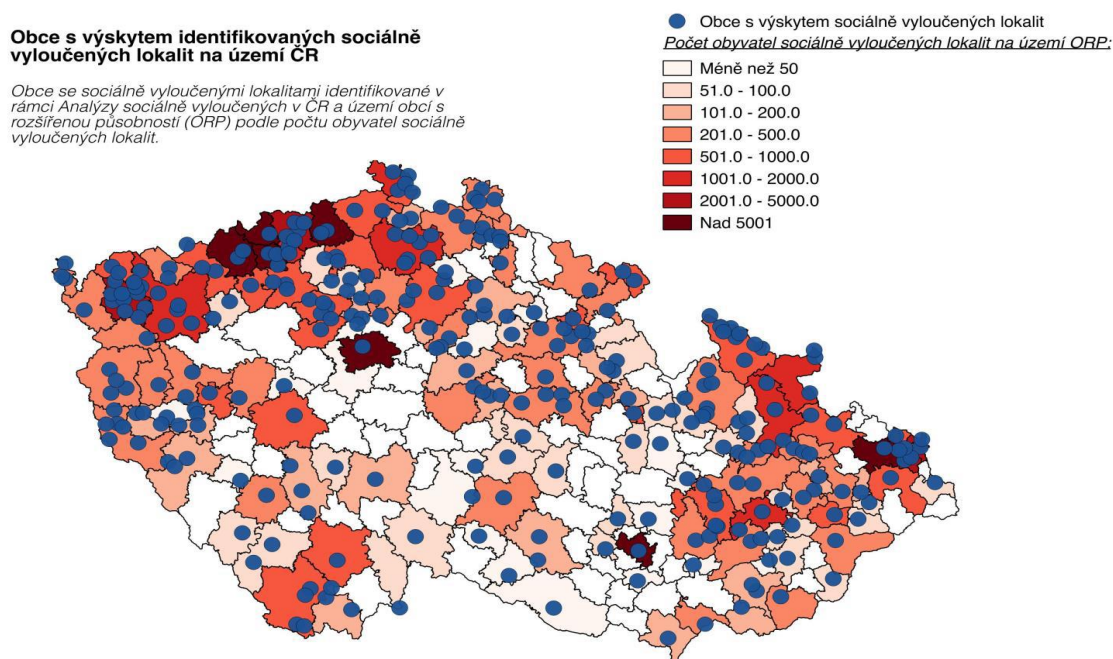 Obce s výskytem identifikovaných sociálně
vyloučených lokalit na území ČR
Obce se sociálně vyloučenými lokalitami identifikované v
rámci Analýzy sociálně vyloučených v ČR a území obcí s
rozšířenou působností (ORP) podle počtu obyvatel sociálně
vyloučených lokalit.
Obce s výskytem sociálně vyloučených lokalit
Počet obyvatel sociálně vyloučených lokalit na území ORP:
Méně než 50
51.0 - 100.0
101.0 - 200.0
201.0 - 500.0
501.0 - 1000.0
1001.0 - 2000.0
2001.0 - 5000.0
Nad 5001